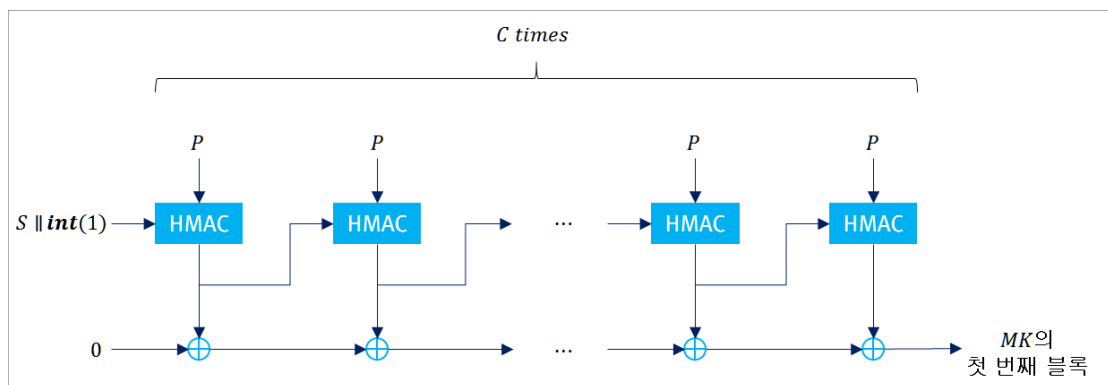 C times
P P P P
S ∥ int(1) HMAC HMAC ... HMAC HMAC
0 ... MK의
첫 번째 블록